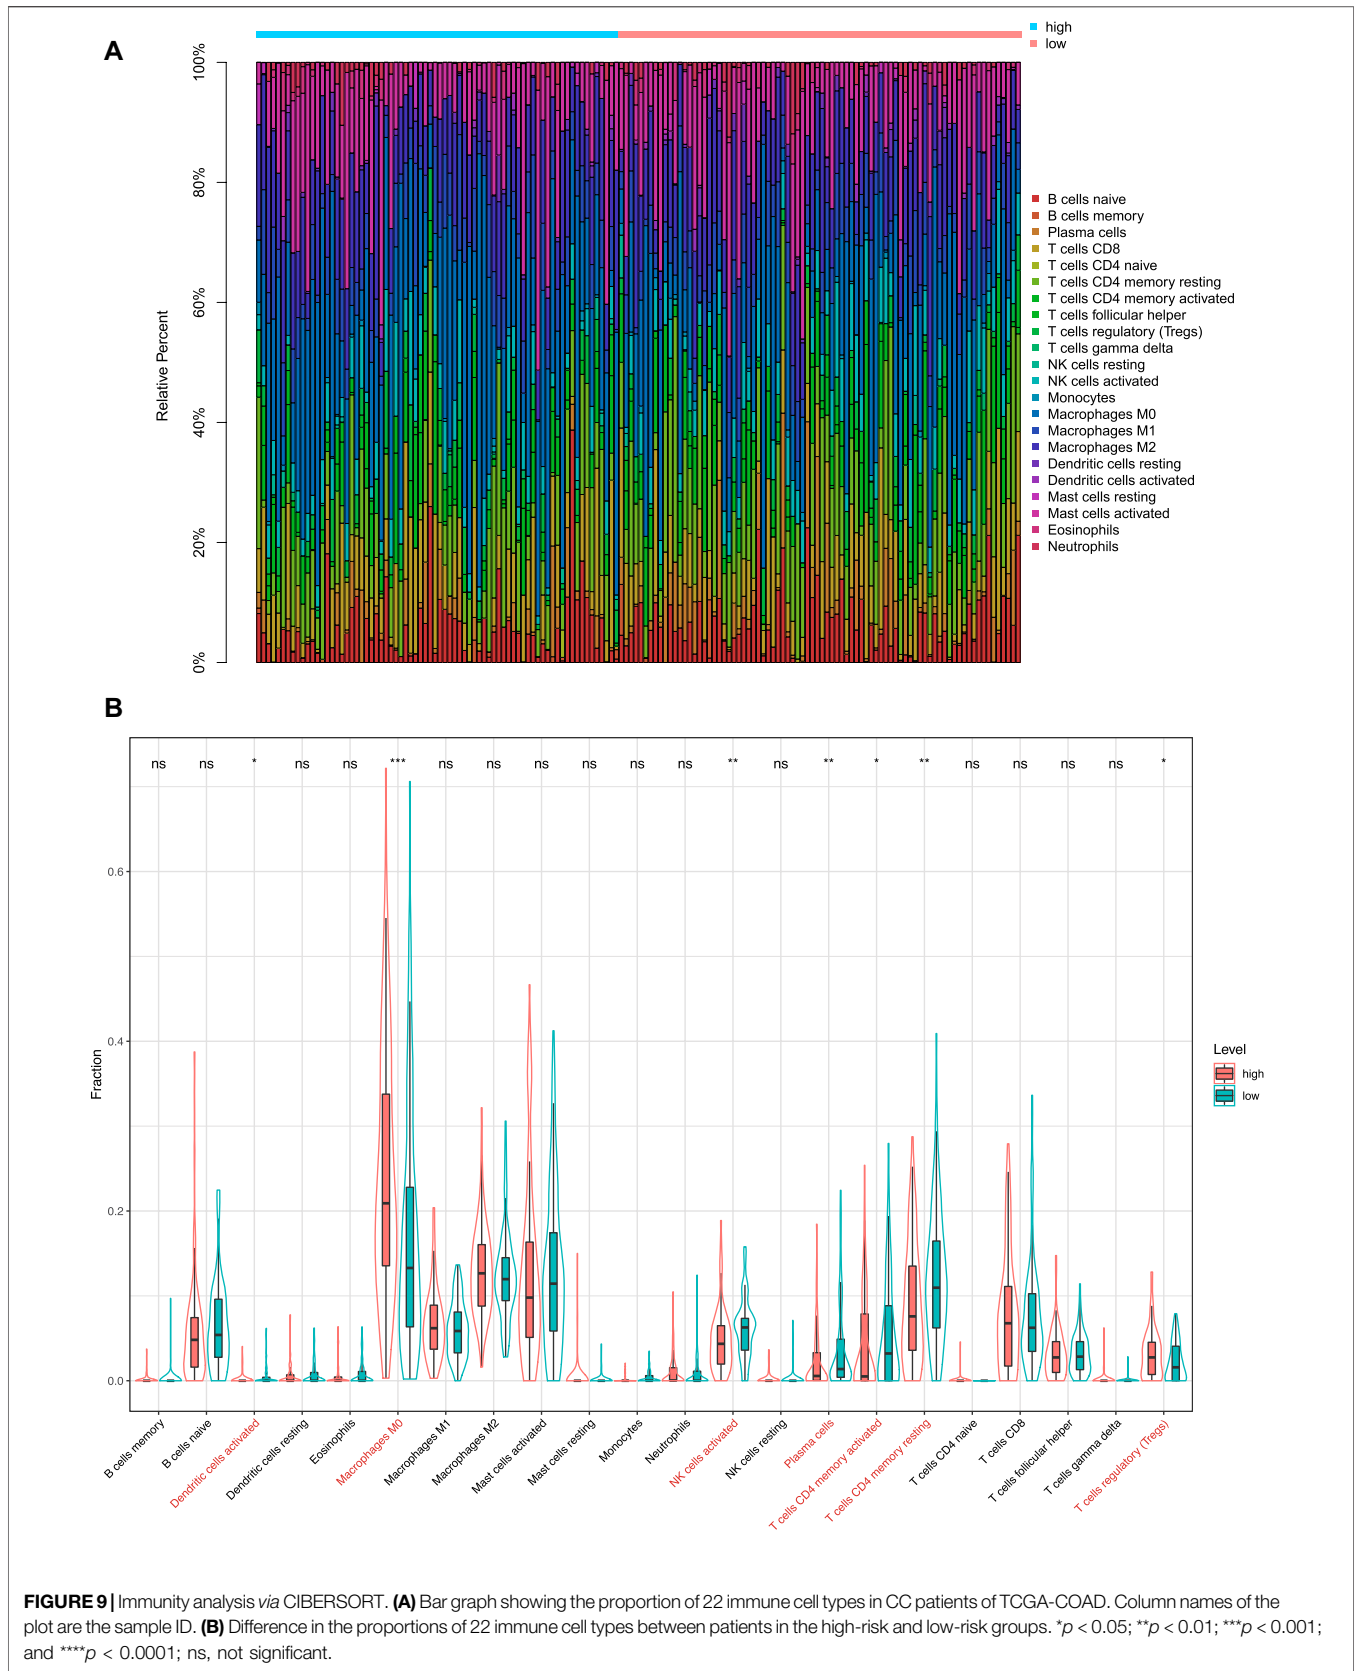 A
high
low
100%
80%
60%
40%
20%
0%
Relative Percent
B cells naive
B cells memory
Plasma cells
T cells CD8
T cells CD4 naive
T cells CD4 memory resting
T cells CD4 memory activated
T cells follicular helper
T cells regulatory (Tregs)
T cells gamma delta
NK cells resting
NK cells activated
Monocytes
Macrophages M0
Macrophages M1
Macrophages M2
Dendritic cells resting
Dendritic cells activated
Mast cells resting
Mast cells activated
Eosinophils
Neutrophils
B
ns ns * ns ns *** ns ns ns ns ns ns ** ns ** * ** ns ns ns ns *
0.6
0.4
0.2
0.0
Fraction
Level
high
low
B cells memory
B cells naive
Dendritic cells activated
Dendritic cells resting
Eosinophils
Macrophages M0
Macrophages M1
Macrophages M2
Mast cells activated
Mast cells resting
Monocytes
Neutrophils
NK cells activated
NK cells resting
Plasma cells
T cells CD4 memory activated
T cells CD4 memory resting
T cells CD4 naive
T cells CD8
T cells follicular helper
T cells gamma delta
T cells regulatory (Tregs)
FIGURE 9 | Immunity analysis via CIBERSORT. (A) Bar graph showing the proportion of 22 immune cell types in CC patients of TCGA-COAD. Column names of the
plot are the sample ID. (B) Difference in the proportions of 22 immune cell types between patients in the high-risk and low-risk groups. *p < 0.05; **p < 0.01; ***p < 0.001;
and ****p < 0.0001; ns, not significant.